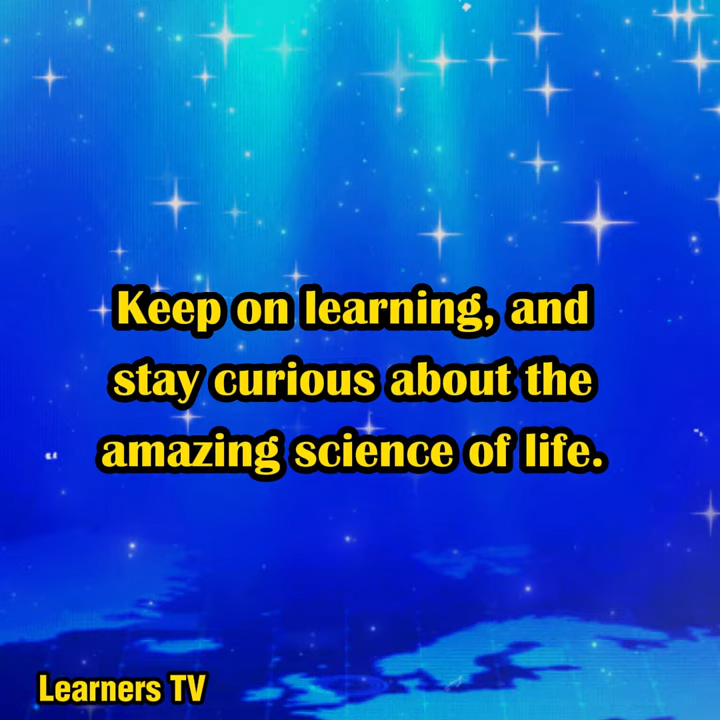 Keep on learning, and
stay curious about the
amazing science of life.
Learners TV